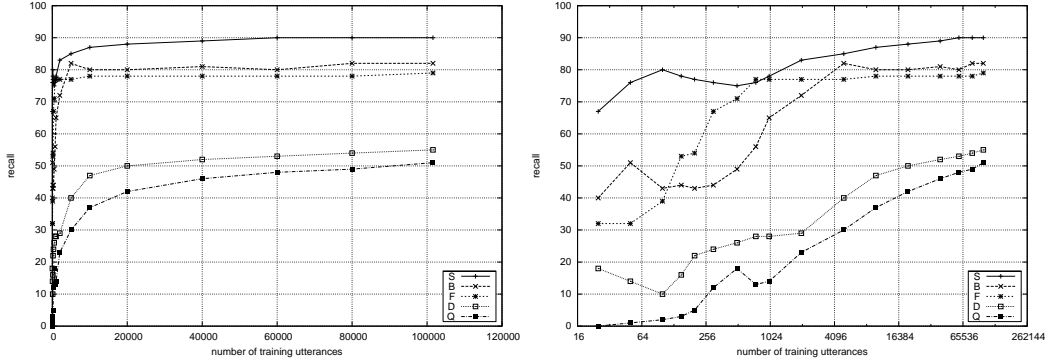 100
90
80
70
60
50
40
30
20
10
0
recall
0 20000 40000 60000 80000 100000 120000
number of training utterances
S
B
F
D
Q
100
90
80
70
60
50
40
30
20
10
0
recall
16 64 256 1024 4096 16384 65536 262144
number of training utterances
S
B
F
D
Q